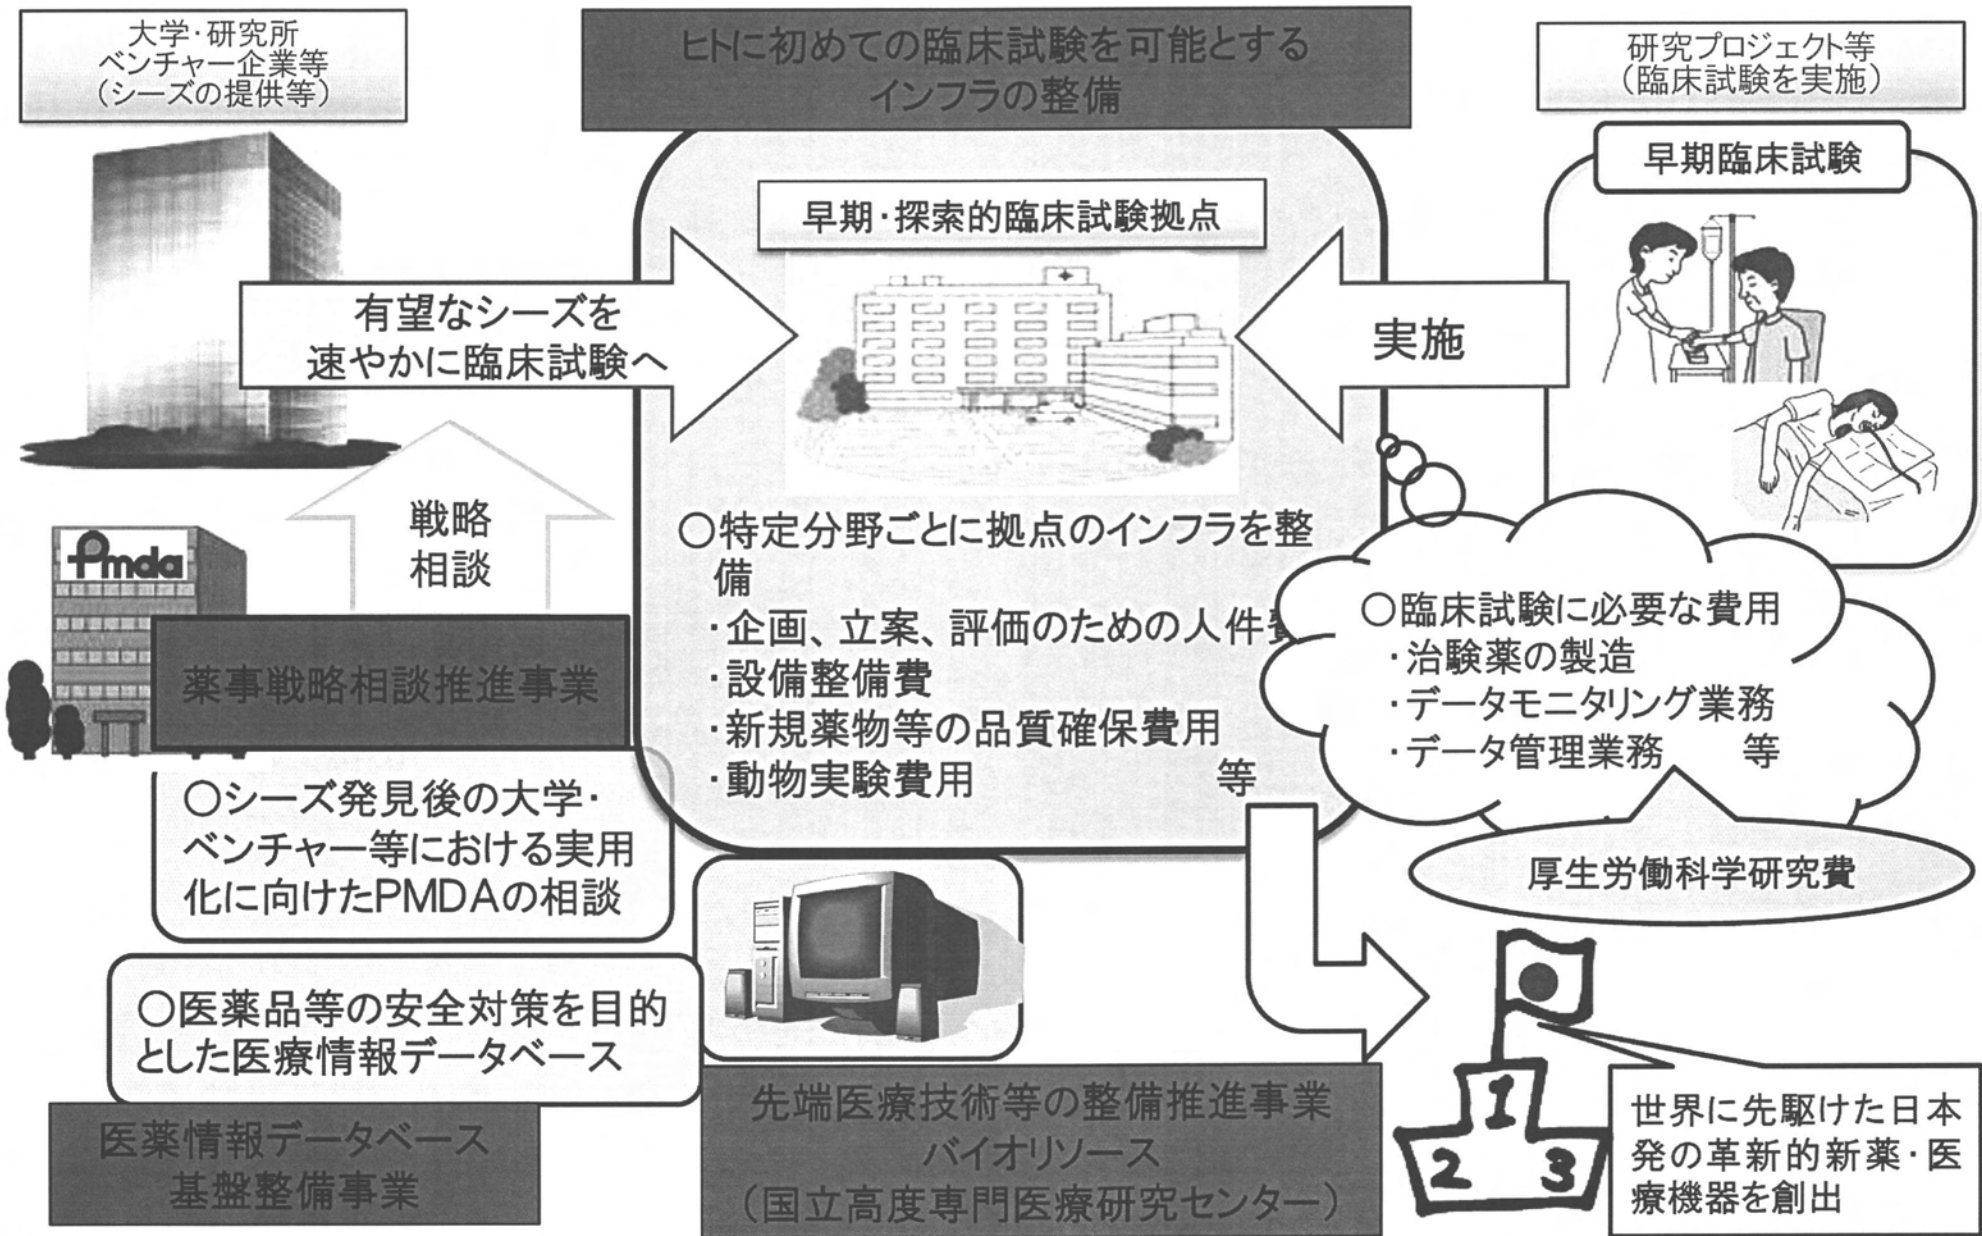 大学・研究所
ベンチャー企業等
（シーズの提供等）
ヒトに初めての臨床試験を可能とする
インフラの整備
研究プロジェクト等
（臨床試験を実施）
早期臨床試験
早期・探索的臨床試験拠点
有望なシーズを
速やかに臨床試験へ
実施
戦略
相談
pmda
薬事戦略相談推進事業
○シーズ発見後の大学・
ベンチャー等における実用
化に向けたPMDAの相談
○特定分野ごとに拠点のインフラを整
備
・企画、立案、評価のための人件費
・設備整備費
・新規薬物等の品質確保費用
・動物実験費用　等
○臨床試験に必要な費用
・治験薬の製造
・データモニタリング業務
・データ管理業務　等
厚生労働科学研究費
○医薬品等の安全対策を目的
とした医療情報データベース
医薬情報データベース
基盤整備事業
先端医療技術等の整備推進事業
バイオリソース
（国立高度専門医療研究センター）
1
2 3
世界に先駆けた日本
発の革新的新薬・医
療機器を創出